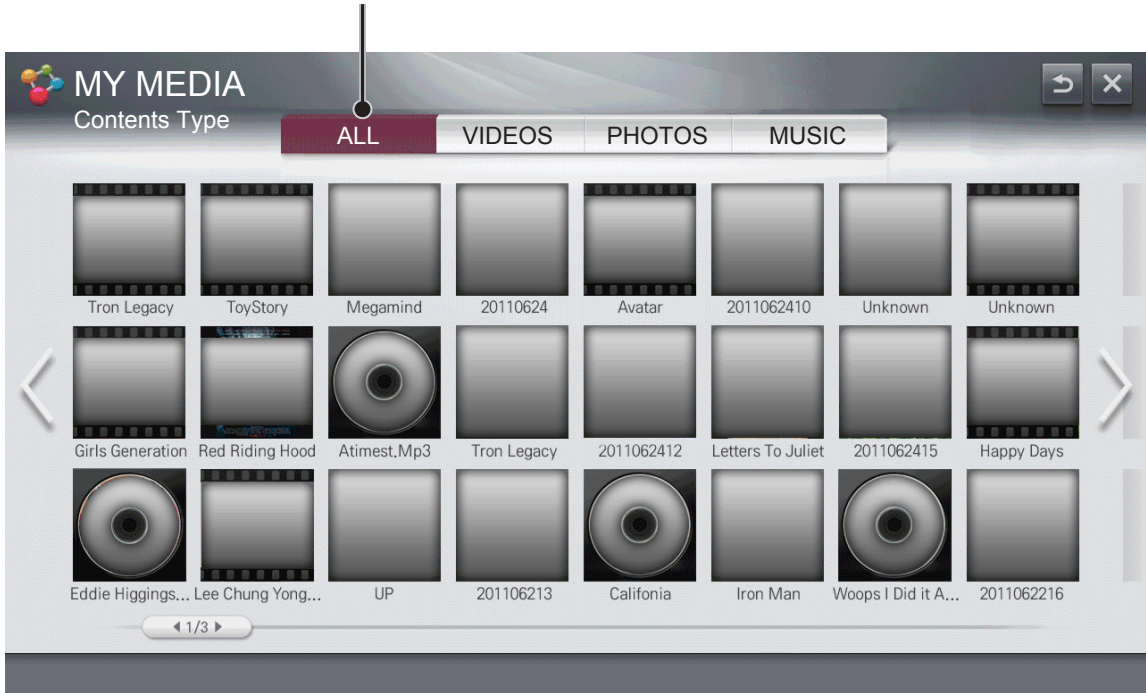 MY MEDIA
Contents Type
ALL VIDEOS PHOTOS MUSIC
Tron Legacy ToyStory Megamind 20110624 Avatar 2011062410 Unknown Unknown
Girls Generation Red Riding Hood Atimest.Mp3 Tron Legacy 2011062412 Letters To Juliet 2011062415 Happy Days
Eddie Higgings... Lee Chung Yong... UP 201106213 Califonia Iron Man Woops I Did it A... 2011062216
1/3